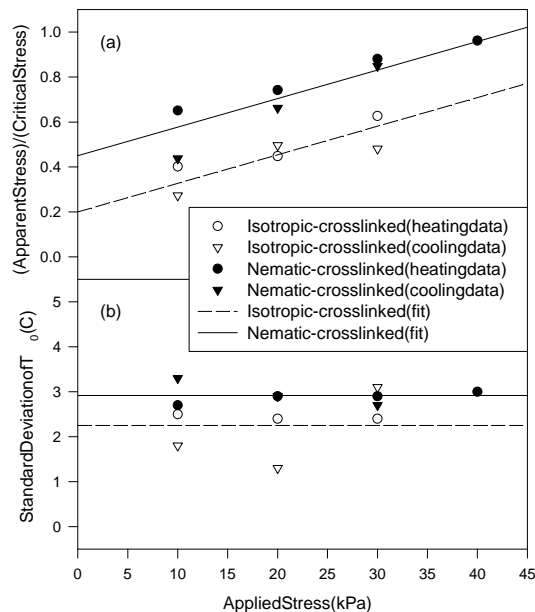 (a)
1.0
0.8
0.6
0.4
0.2
0.0
(ApparentStress)/(CriticalStress)
Isotropic-crosslinked(heatingdata)
Isotropic-crosslinked(coolingdata)
Nematic-crosslinked(heatingdata)
Nematic-crosslinked(coolingdata)
Isotropic-crosslinked(fit)
Nematic-crosslinked(fit)
(b)
5
4
3
2
1
0
StandardDeviationofT 0(C)
0 5 10 15 20 25 30 35 40 45
AppliedStress(kPa)